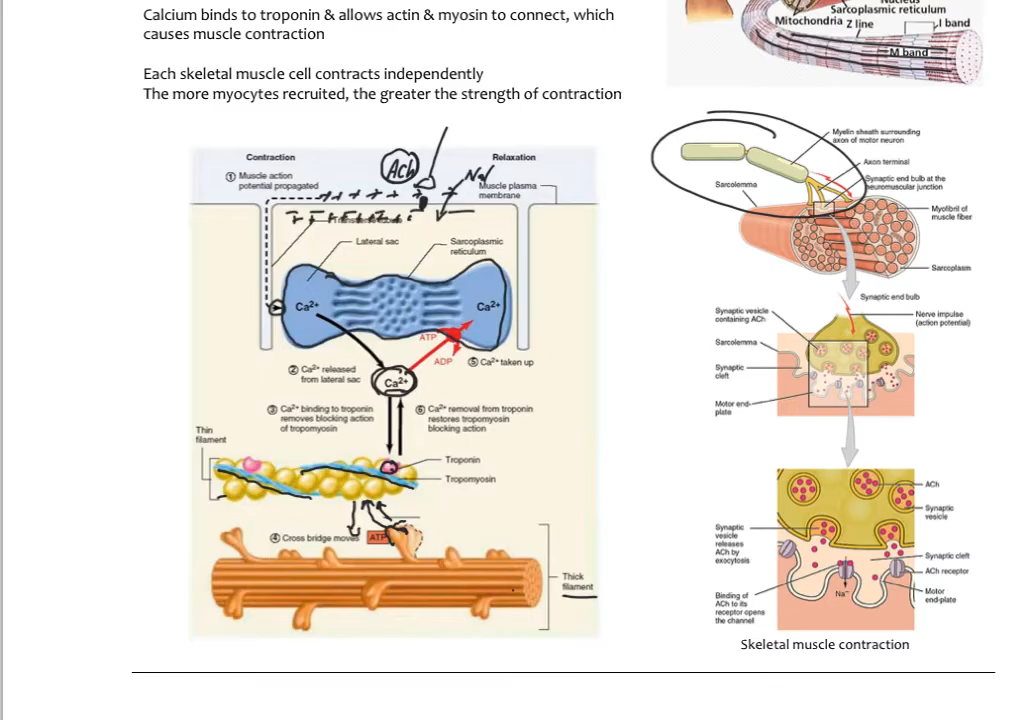 Calcium binds to troponin & allows actin & myosin to connect, which
causes muscle contraction
Each skeletal muscle cell contracts independently
The more myocytes recruited, the greater the strength of contraction
Sarcoplasmic reticulum
Mitochondria Z line
I band
M band
Contraction
Ach
Relaxation
① Muscle action
potential propagated
Na
Muscle plasma
membrane
Lateral sac
Sarcoplasmic
reticulum
Ca2+
Ca2+
ATP
ADP
② Ca2+ released
from lateral sac
Ca2+
⑤ Ca2+ taken up
③ Ca2+ binding to troponin
removes blocking action
of tropomyosin
⑥ Ca2+ removal from troponin
restores tropomyosin
blocking action
Thin
filament
Troponin
Tropomyosin
④ Cross bridge moves
ATP
Thick
filament
Myelin sheath surrounding
axon of motor neuron
Axon terminal
Synaptic end bulb at the
neuromuscular junction
Sarcolemma
Myofibril of
muscle fiber
Sarcoplasm
Synaptic end bulb
Synaptic vesicle
containing ACh
Nerve impulse
(action potential)
Sarcolemma
Synaptic
cleft
Motor end-
plate
ACh
Synaptic
vesicle
Synaptic
vesicle
releases
ACh by
exocytosis
Synaptic cleft
ACh receptor
Na+
Motor
end-plate
Binding of
ACh to its
receptor opens
the channel
Skeletal muscle contraction